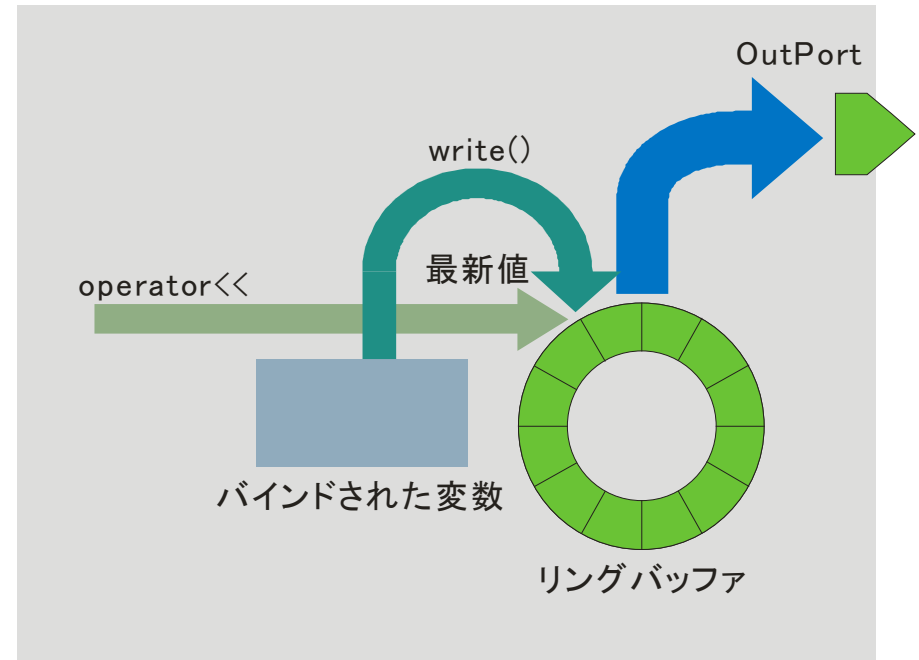 OutPort
write()
最新値
operator<<
バインドされた変数
リングバッファ